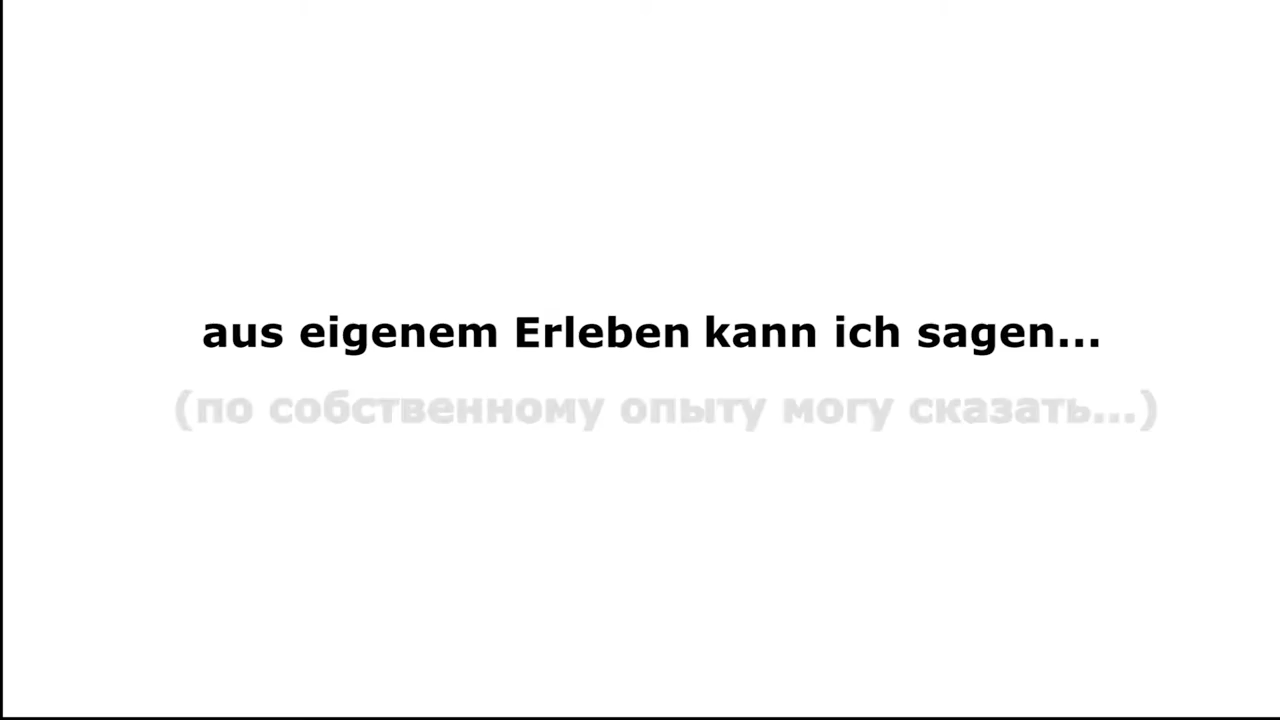 aus eigenem Erleben kann ich sagen...
(по собственному опыту могу сказать...)